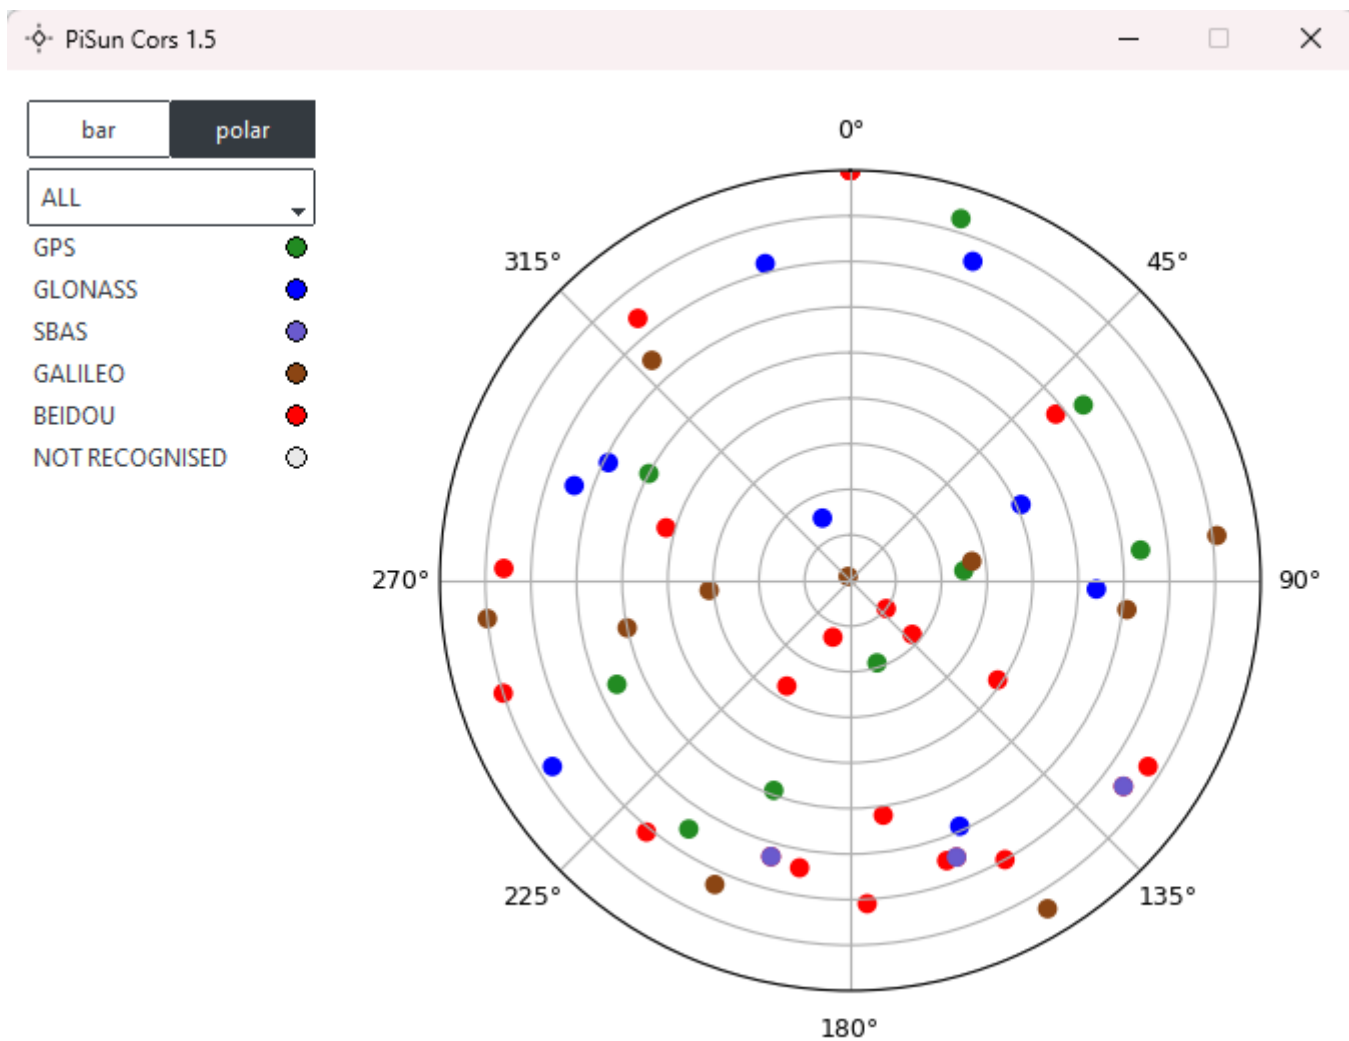 PiSun Cors 1.5
bar
polar
ALL
GPS
GLONASS
SBAS
GALILEO
BEIDOU
NOT RECOGNISED
0°
315°
45°
270°
90°
225°
135°
180°